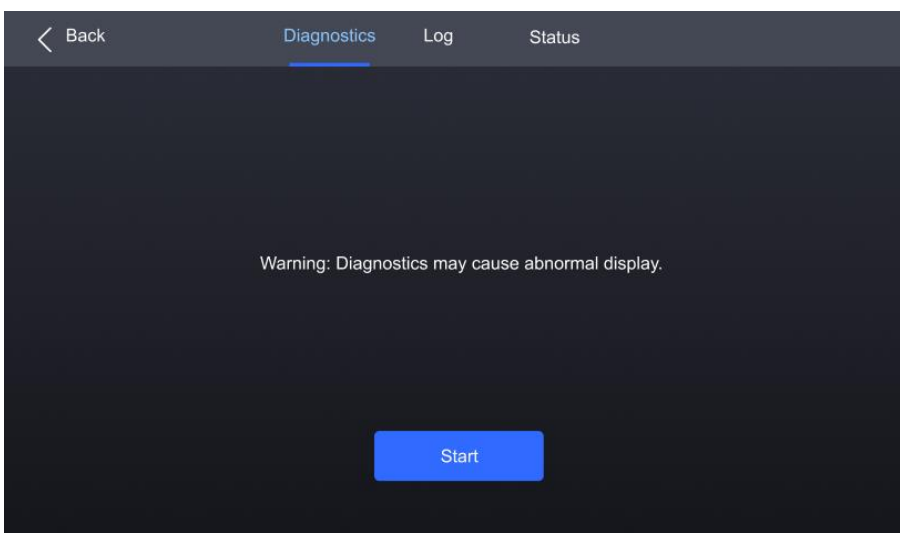 Back
Diagnostics
Log
Status
Warning: Diagnostics may cause abnormal display.
Start